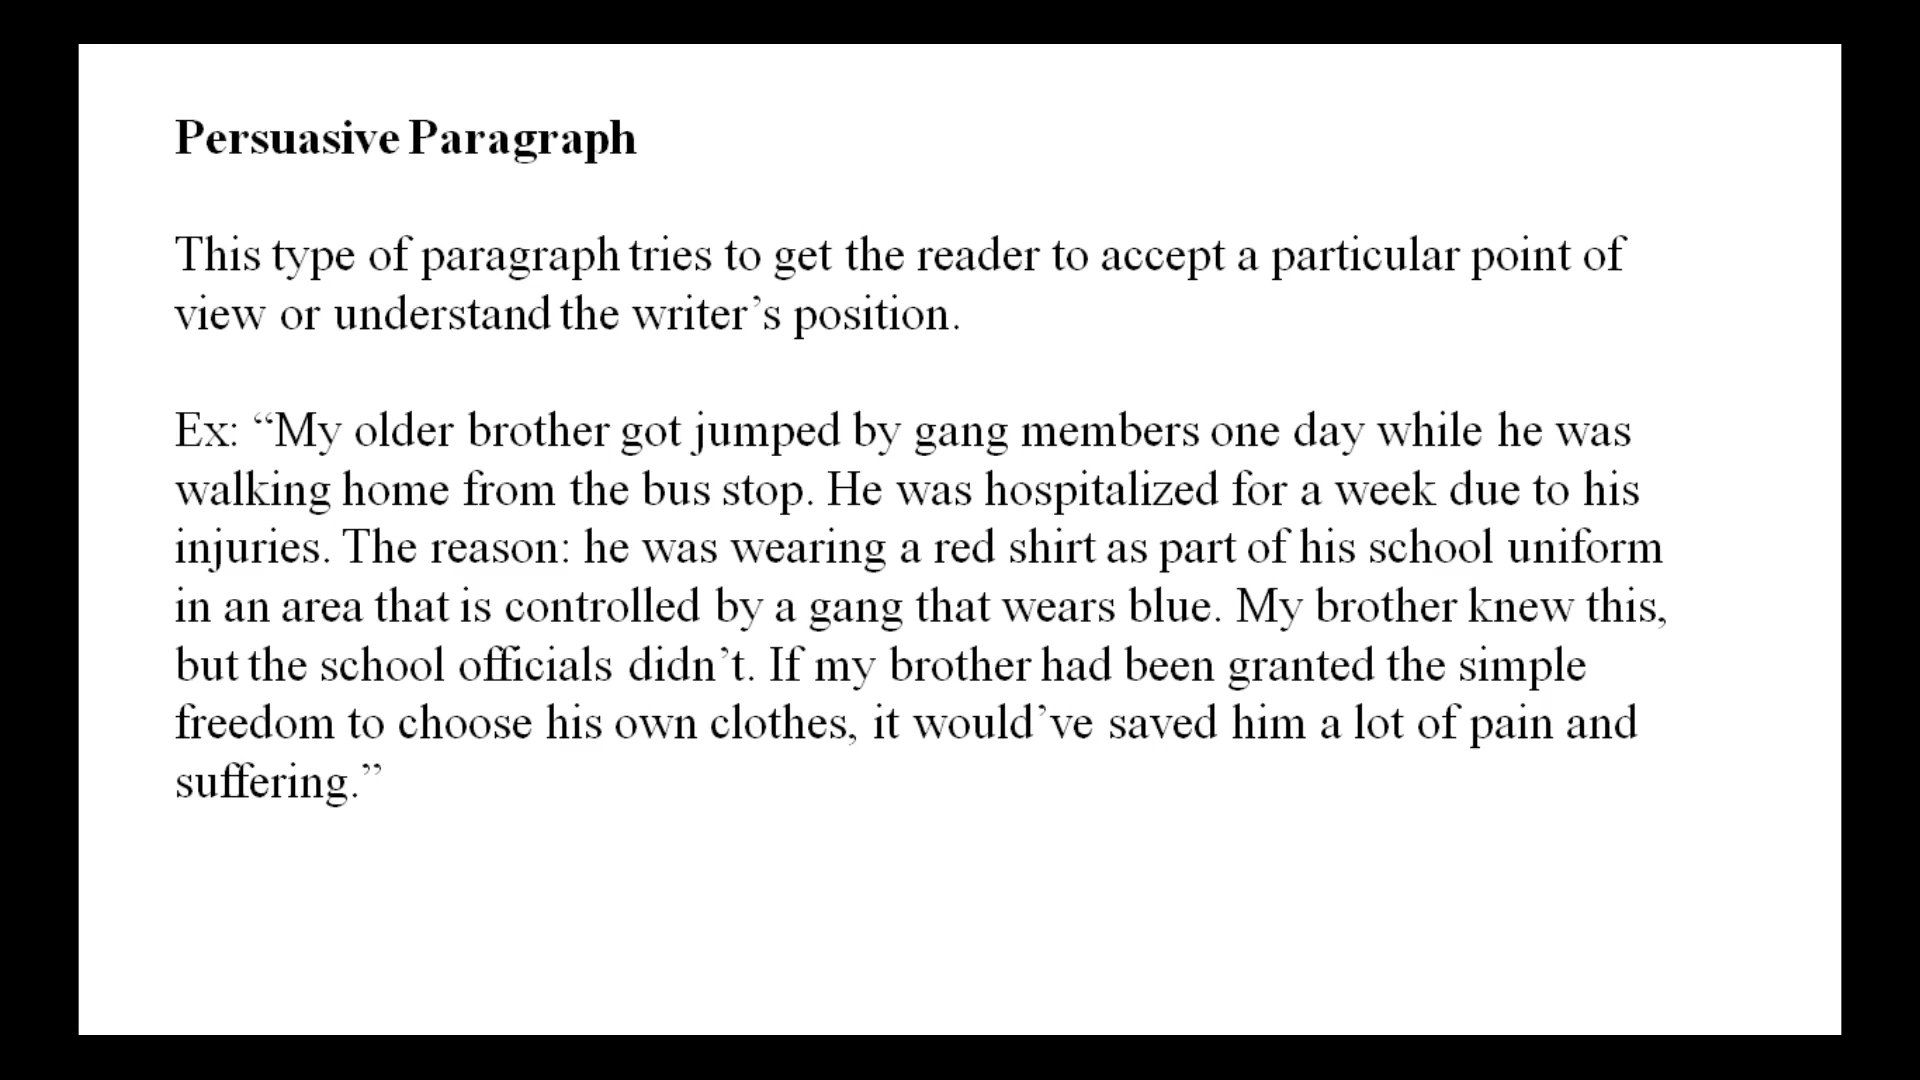 Persuasive Paragraph
This type of paragraph tries to get the reader to accept a particular point of
view or understand the writer’s position.
Ex: “My older brother got jumped by gang members one day while he was
walking home from the bus stop. He was hospitalized for a week due to his
injuries. The reason: he was wearing a red shirt as part of his school uniform
in an area that is controlled by a gang that wears blue. My brother knew this,
but the school officials didn’t. If my brother had been granted the simple
freedom to choose his own clothes, it would’ve saved him a lot of pain and
suffering.”